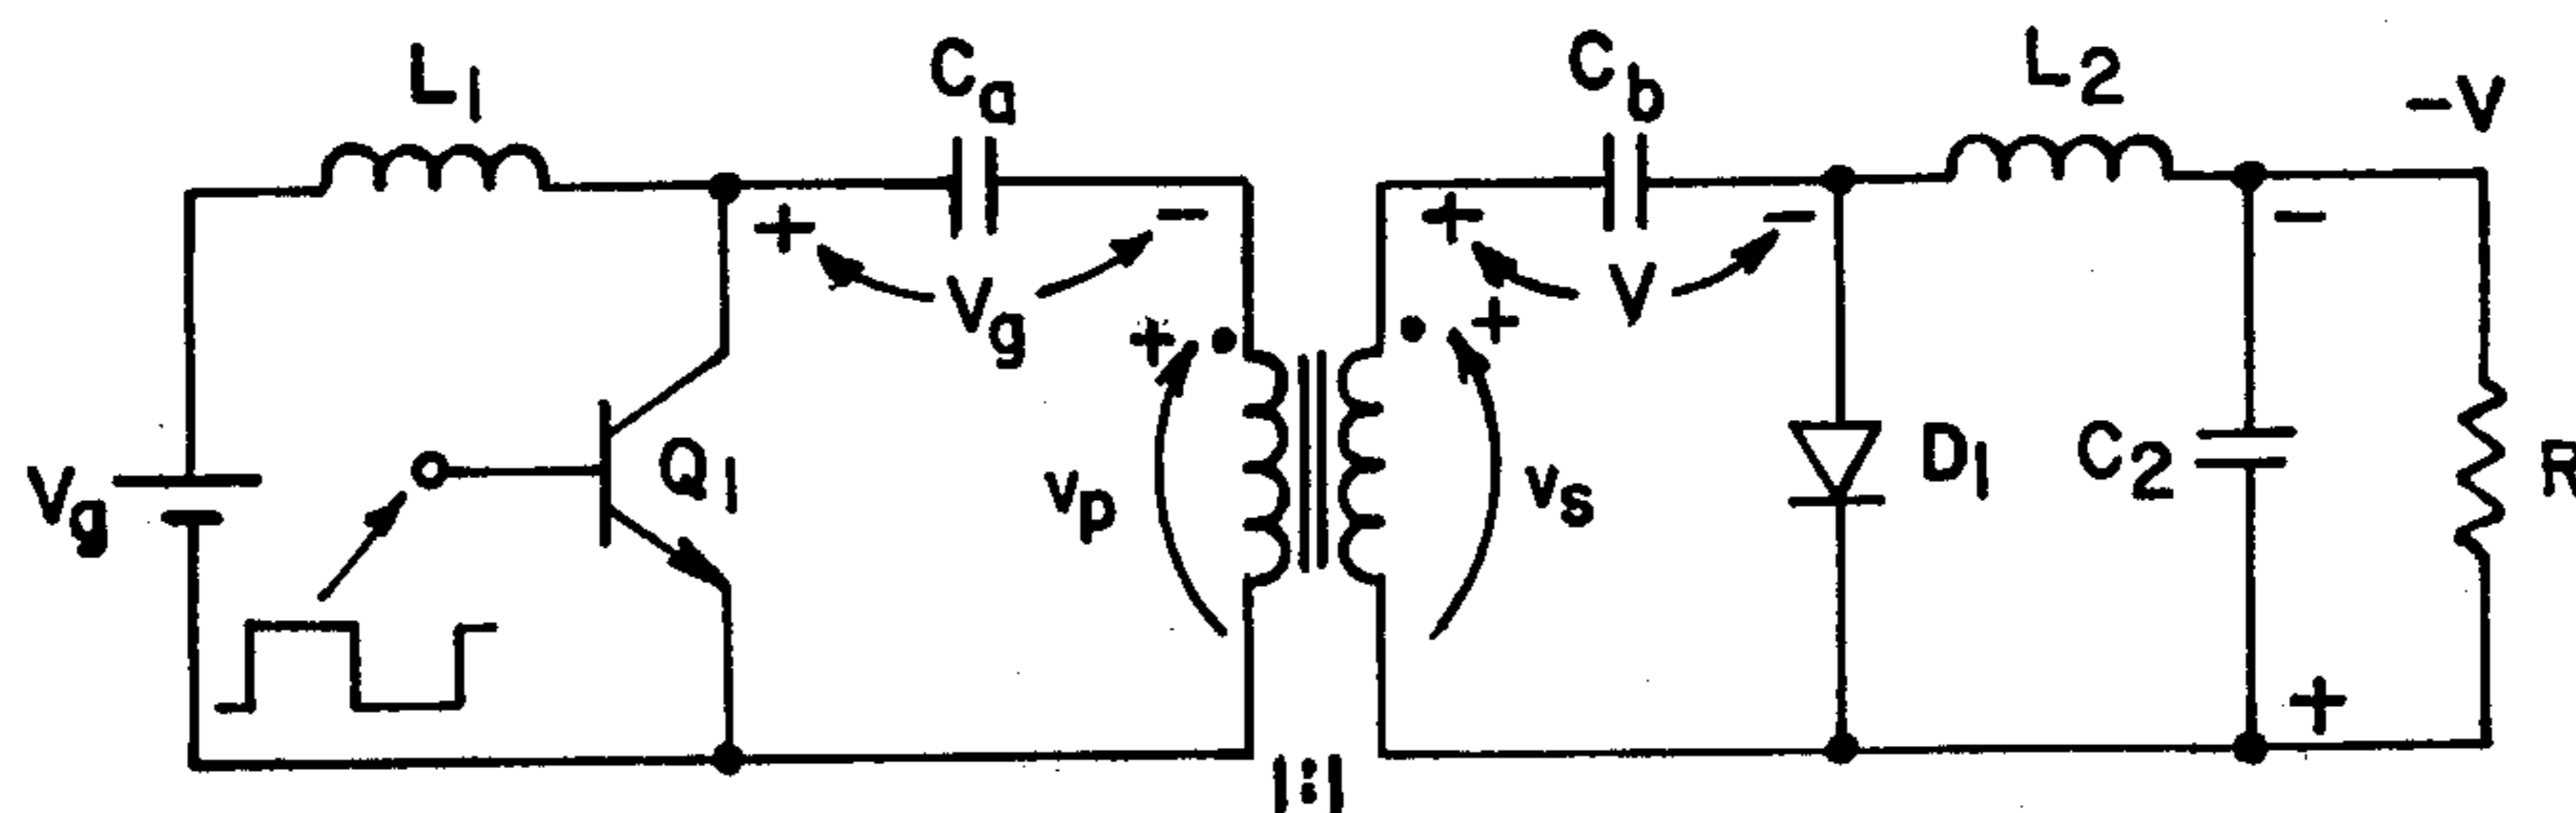 L1
Ca
Cb
L2
-V
+
-
+
-
-
Vg
V
+
+
Vg
Q1
vp
vs
D1
C2
R
+
1:1